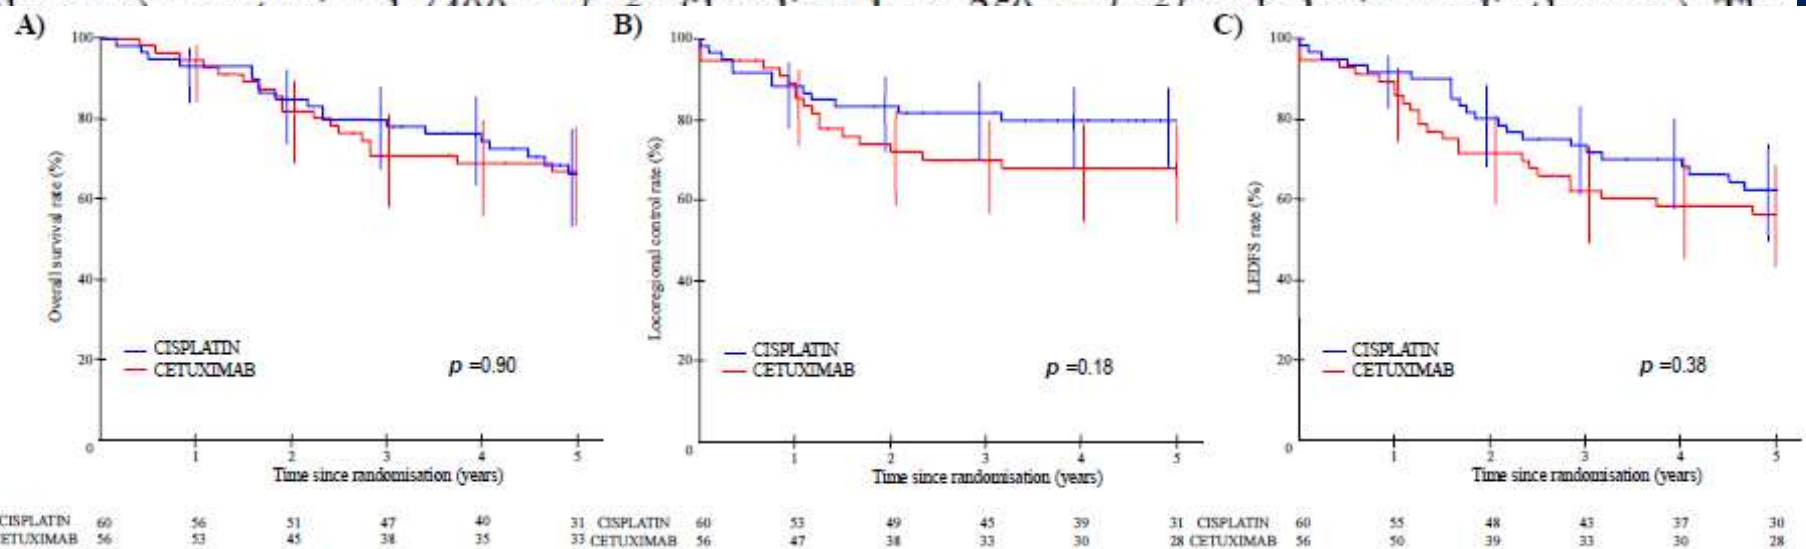 A)
100
80
60
40
20
0
Overall survival rate (%)
CISPLATIN
CETUXIMAB
p =0.90
1 2 3 4 5
Time since randomisation (years)
CISPLATIN 60 56 51 47 40 31
ETUXIMAB 56 53 45 38 35 33
B)
100
80
60
40
20
0
Locoregional control rate (%)
CISPLATIN
CETUXIMAB
p =0.18
1 2 3 4 5
Time since randomisation (years)
CISPLATIN 60 53 49 45 39 31
CETUXIMAB 56 47 38 33 30 28
C)
100
80
60
40
20
0
LEDFS rate (%)
CISPLATIN
CETUXIMAB
p =0.38
1 2 3 4 5
Time since randomisation (years)
CISPLATIN 60 55 48 43 37 30
CETUXIMAB 56 50 39 33 30 28